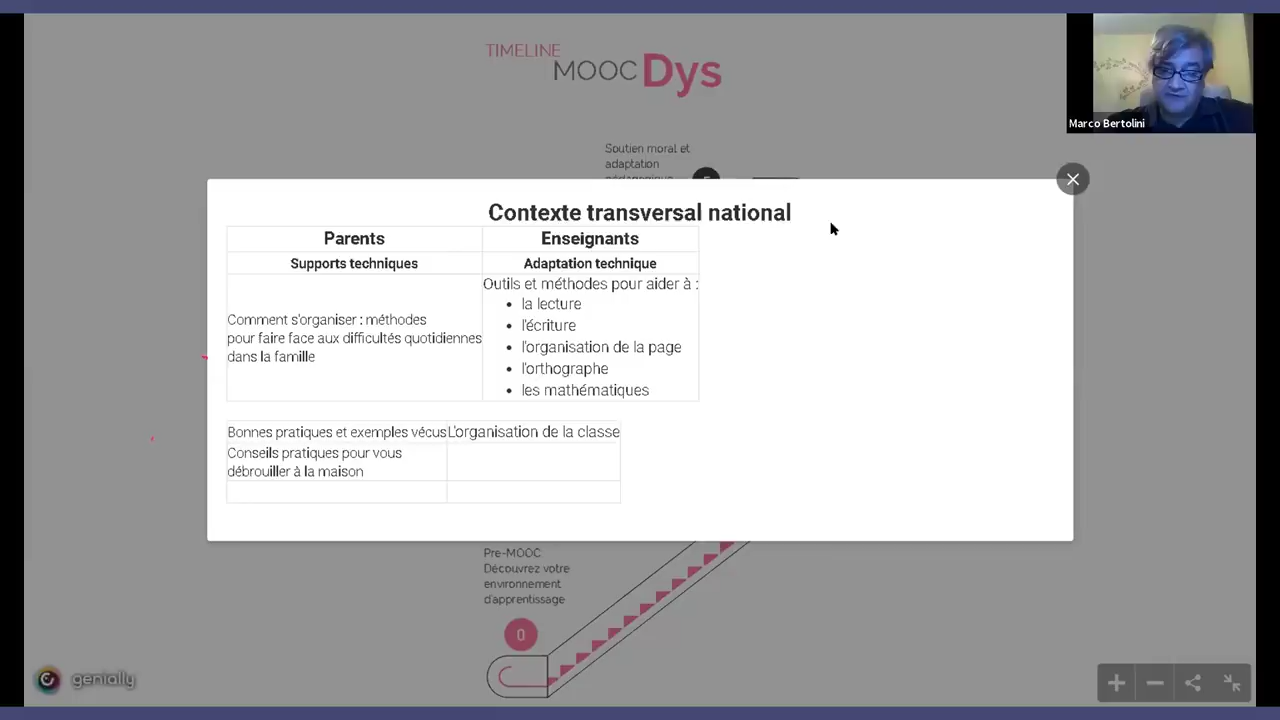 TIMELINE
MOOC Dys
Marco Bertolini
Soutien moral et
adaptation
Contexte transversal national
Parents
Enseignants
Supports techniques
Adaptation technique
Comment s'organiser : méthodes
pour faire face aux difficultés quotidiennes
dans la famille
Outils et méthodes pour aider à :
la lecture
l'écriture
l'organisation de la page
l'orthographe
les mathématiques
Bonnes pratiques et exemples vécus
L'organisation de la classe
Conseils pratiques pour vous
débrouiller à la maison
Pre-MOOC
Découvrez votre
environnement
d'apprentissage
0
genially